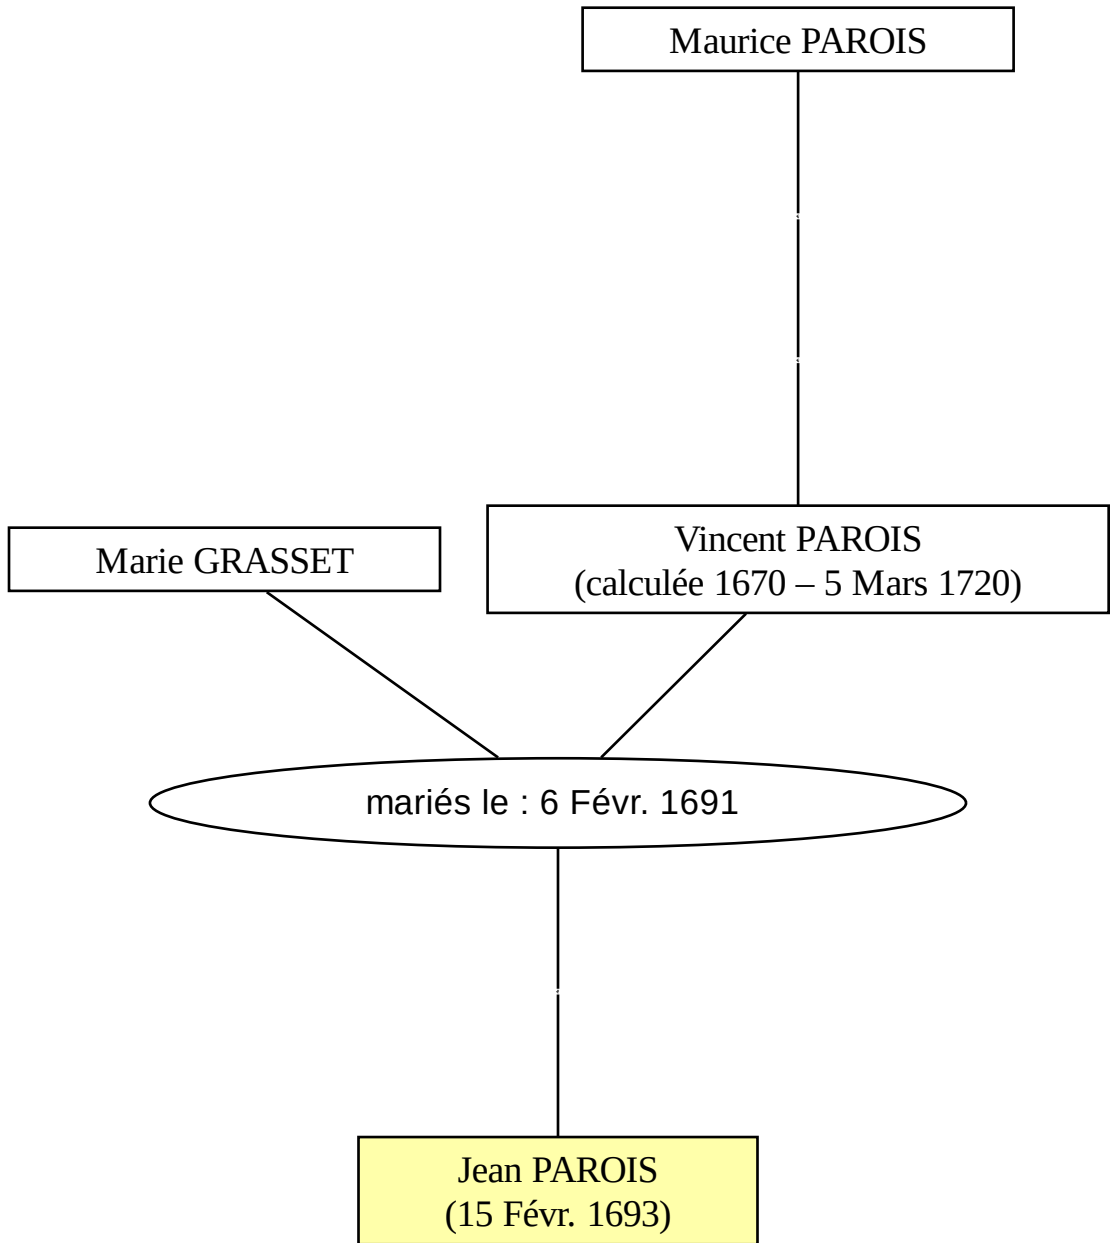 Maurice PAROIS
Marie GRASSET
Vincent PAROIS
(calculée 1670 – 5 Mars 1720)
mariés le : 6 Févr. 1691
Jean PAROIS
(15 Févr. 1693)